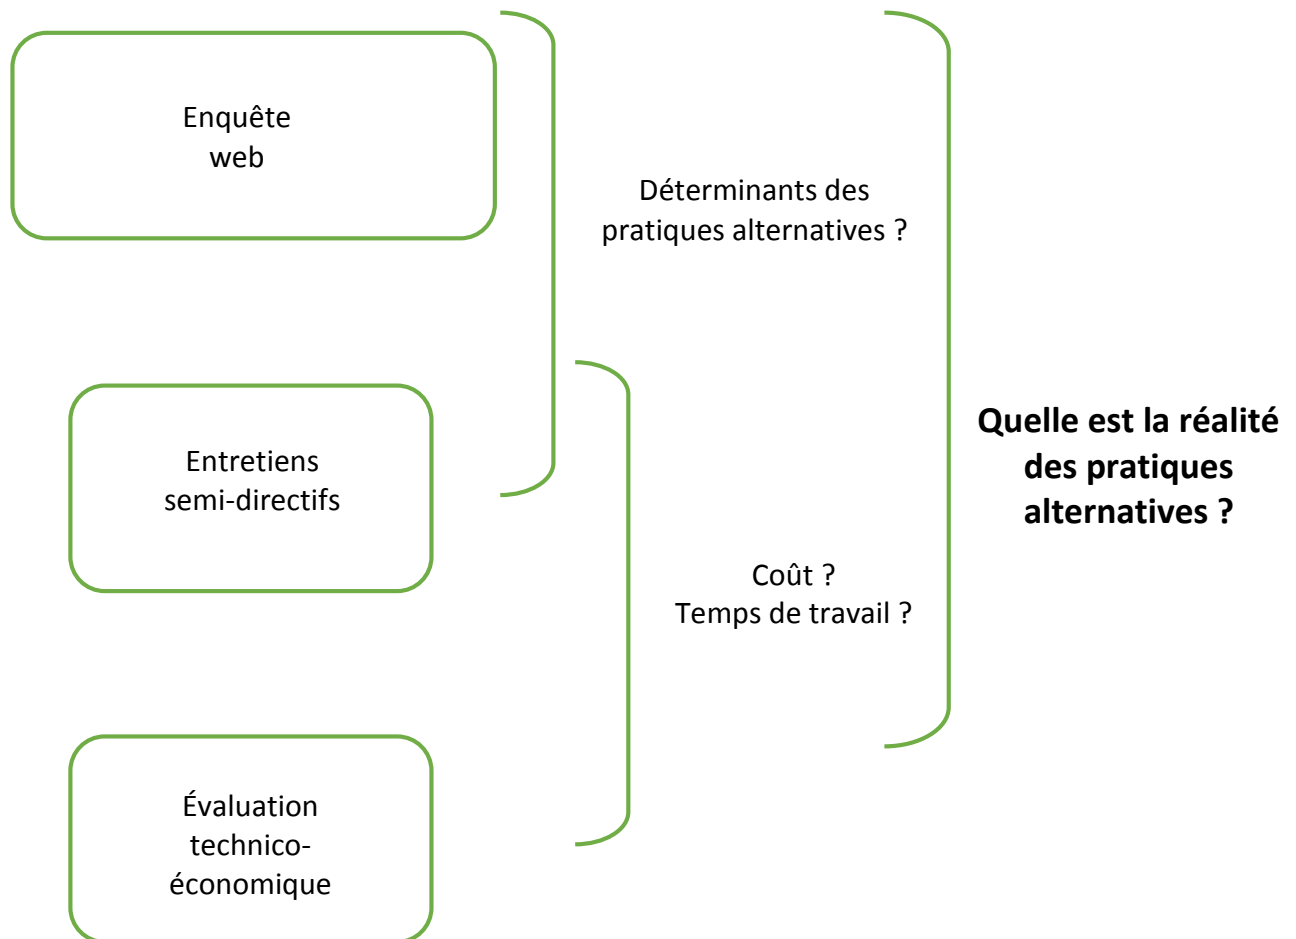 Enquête
web
Déterminants des
pratiques alternatives ?
Entretiens
semi-directifs
Quelle est la réalité
des pratiques
alternatives ?
Coût ?
Temps de travail ?
Évaluation
technico-
économique